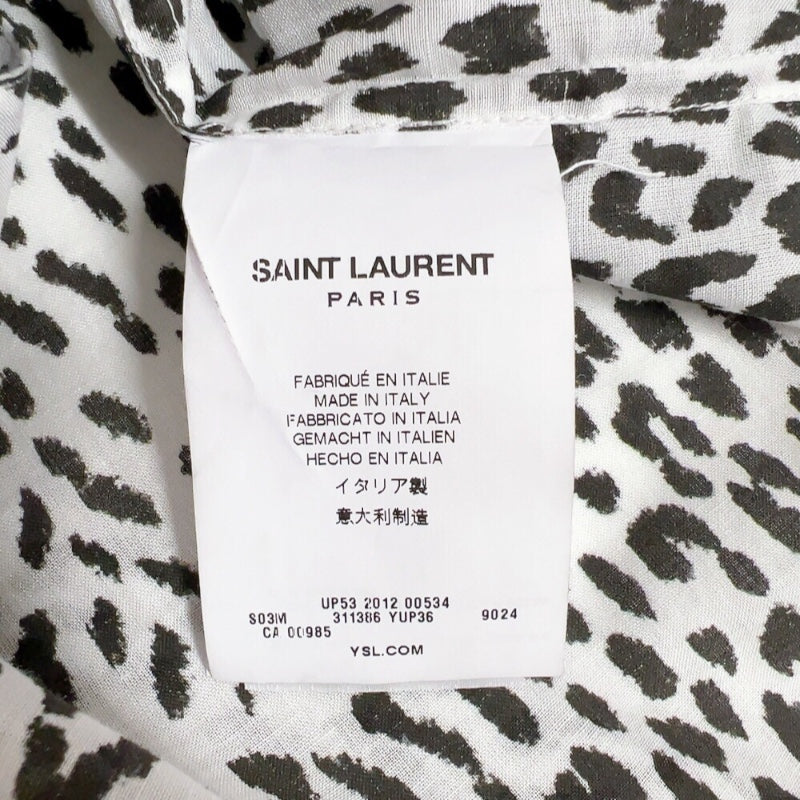 SAINT LAURENT
PARIS
FABRIQUÉ EN ITALIE
MADE IN ITALY
FABBRICATO IN ITALIA
GEMACHT IN ITALIEN
HECHO EN ITALIA
イタリア製
意大利制造
UP53 2012 00534
S03M 311386 YUP36 9024
CA 00985
YSL.COM